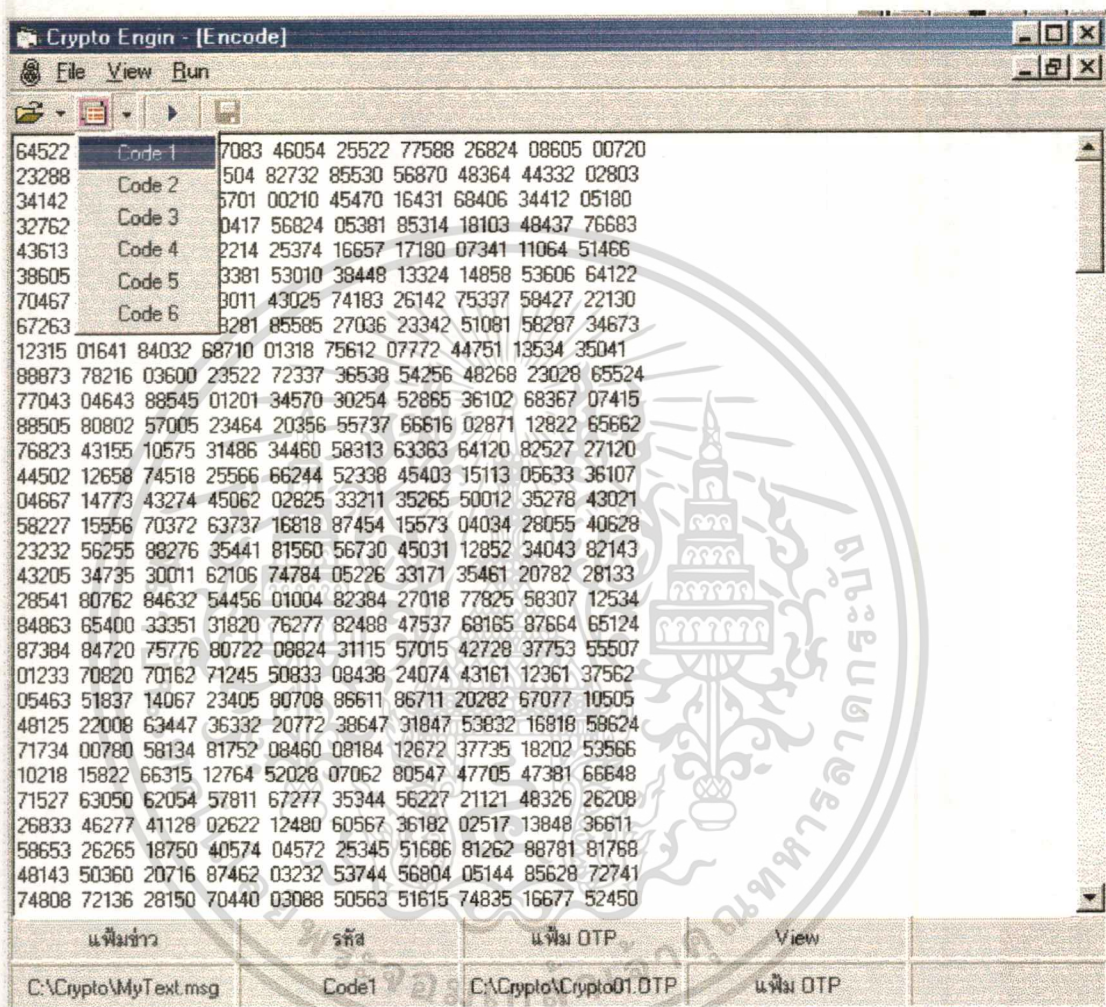 Crypto Engin - [Encode]
File View Run
64522 Code 1 7083 46054 25522 77588 26824 08605 00720
23288 Code 2 504 82732 85530 56870 48364 44332 02803
34142 5701 00210 45470 16431 68406 34412 05180
32762 Code 3 0417 56824 05381 85314 18103 48437 76683
43613 Code 4 2214 25374 16657 17180 07341 11064 51466
38605 Code 5 3381 53010 38448 13324 14858 53606 64122
70467 3011 43025 74183 26142 75337 58427 22130
67263 Code 6 8281 85585 27036 23342 51081 58287 34673
12315 01641 84032 68710 01318 75612 07772 44751 13534 35041
88873 78216 03600 23522 72337 36538 54256 48268 23028 65524
77043 04643 88545 01201 34570 30254 52865 36102 68367 07415
88505 80802 57005 23464 20356 55737 66616 02871 12822 65662
76823 43155 10575 31486 34460 58313 63363 64120 82527 27120
44502 12658 74518 25566 66244 52338 45403 15113 05633 36107
04667 14773 43274 45062 02825 33211 35265 50012 35278 43021
58227 15556 70372 63737 16818 87454 15573 04034 28055 40628
23232 56255 88276 35441 81560 56730 45031 12852 34043 82143
43205 34735 30011 62106 74784 05226 33171 35461 20782 28133
28541 80762 84632 54456 01004 82384 27018 77825 58307 12534
84863 65400 33351 31820 76277 82488 47537 68165 87664 65124
87384 84720 75776 80722 08824 31115 57015 42728 37753 55507
01233 70820 70162 71245 50833 08438 24074 43161 12361 37562
05463 51837 14067 23405 80708 86611 86711 20282 67077 10505
48125 22008 63447 36332 20772 38647 31847 53832 16818 58624
71734 00780 58134 81752 08460 08184 12672 37735 18202 53566
10218 15822 66315 12764 52028 07062 80547 47705 47381 66648
71527 63050 62054 57811 67277 35344 56227 21121 48326 26208
26833 46277 41128 02622 12480 60567 36182 02517 13848 36611
58653 26265 18750 40574 04572 25345 51686 81262 88781 81768
48143 50360 20716 87462 03232 53744 56804 05144 85628 72741
74808 72136 28150 70440 03088 50563 51615 74835 16677 52450
แฟ้มข่าว รหัส แฟ้ม OTP View
C:\Crypto\MyText.msg Code1 C:\Crypto\Crypto01.OTP แฟ้ม OTP